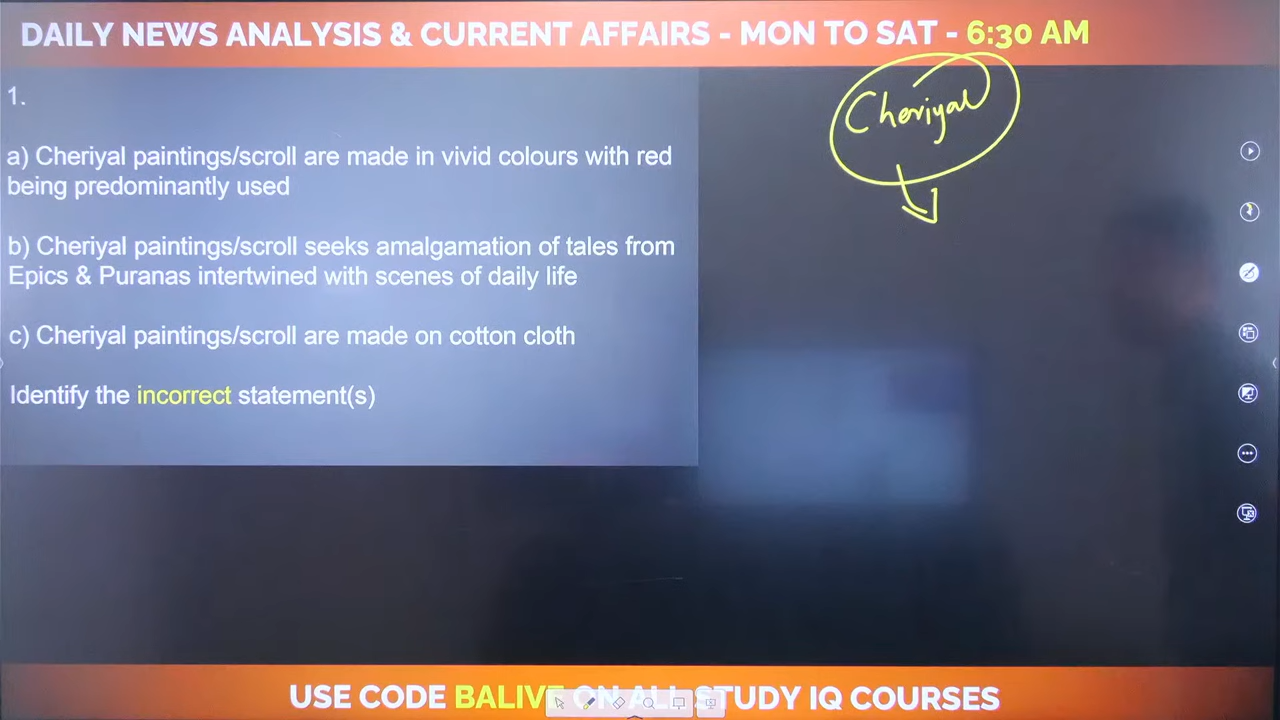 DAILY NEWS ANALYSIS & CURRENT AFFAIRS - MON TO SAT - 6:30 AM
1.
Cheriyal
a) Cheriyal paintings/scroll are made in vivid colours with red
being predominantly used
b) Cheriyal paintings/scroll seeks amalgamation of tales from
Epics & Puranas intertwined with scenes of daily life
c) Cheriyal paintings/scroll are made on cotton cloth
Identify the incorrect statement(s)
USE CODE BALIVE ON ALL STUDY IQ COURSES